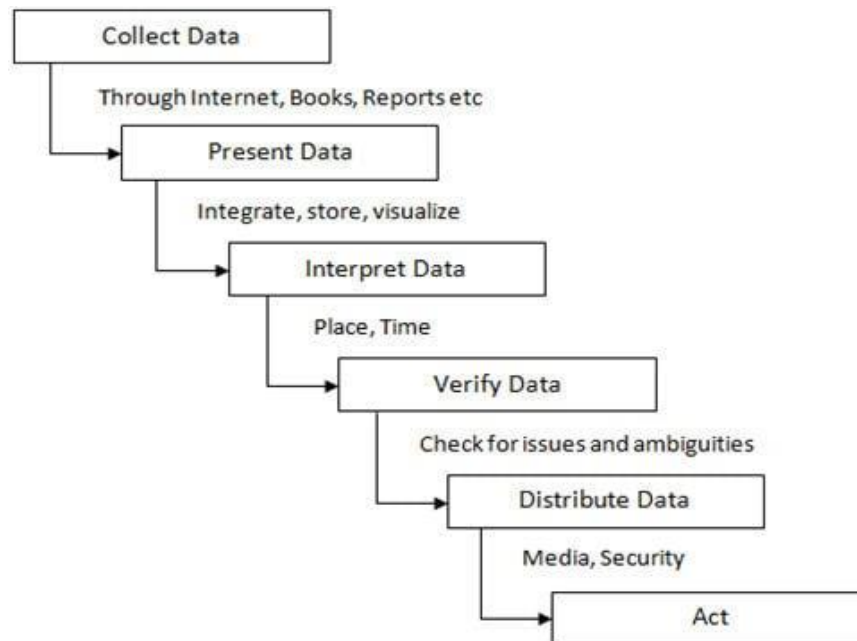 Collect Data
Through Internet, Books, Reports etc
Present Data
Integrate, store, visualize
Interpret Data
Place, Time
Verify Data
Check for issues and ambiguities
Distribute Data
Media, Security
Act